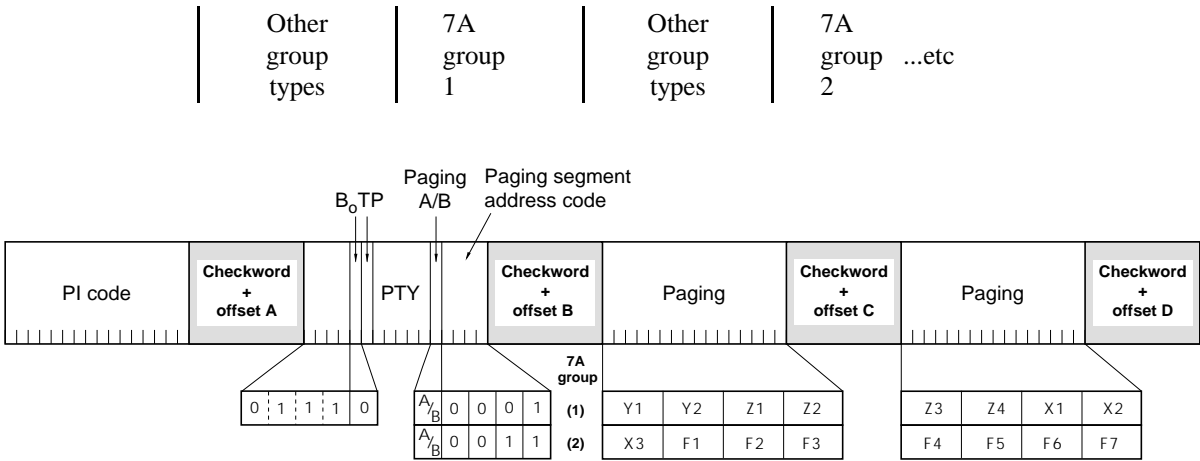 Other 7A Other 7A
group group group group ...etc
types 1 types 2
Paging Paging segment
BoTP A/B address code
PI code Checkword + offset A PTY Checkword + offset B Paging Checkword + offset C Paging Checkword + offset D
7A
group
0 1 1 1 0 A/B 0 0 0 1 (1) Y1 Y2 Z1 Z2 Z3 Z4 X1 X2
A/B 0 0 1 1 (2) X3 F1 F2 F3 F4 F5 F6 F7